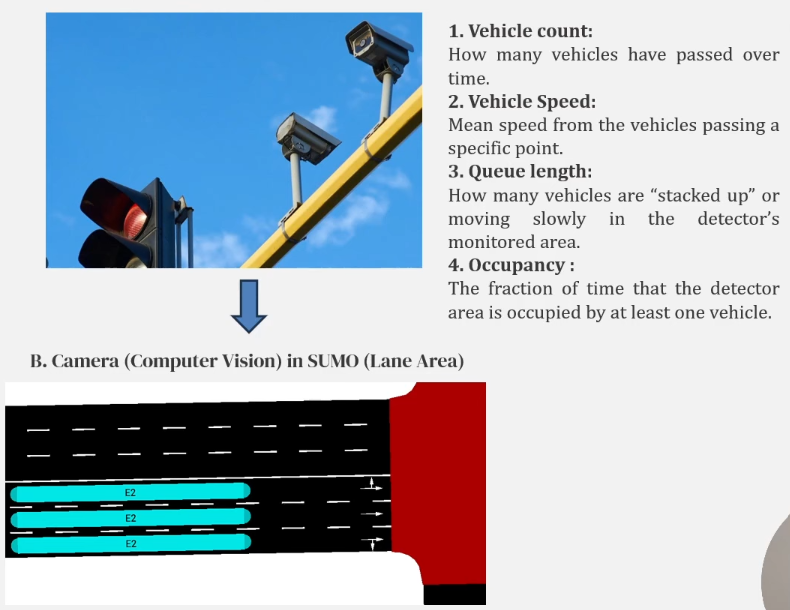 1. Vehicle count:
How many vehicles have passed over
time.
2. Vehicle Speed:
Mean speed from the vehicles passing a
specific point.
3. Queue length:
How many vehicles are “stacked up” or
moving slowly in the detector’s
monitored area.
4. Occupancy :
The fraction of time that the detector
area is occupied by at least one vehicle.
B. Camera (Computer Vision) in SUMO (Lane Area)
E2
E2
E2